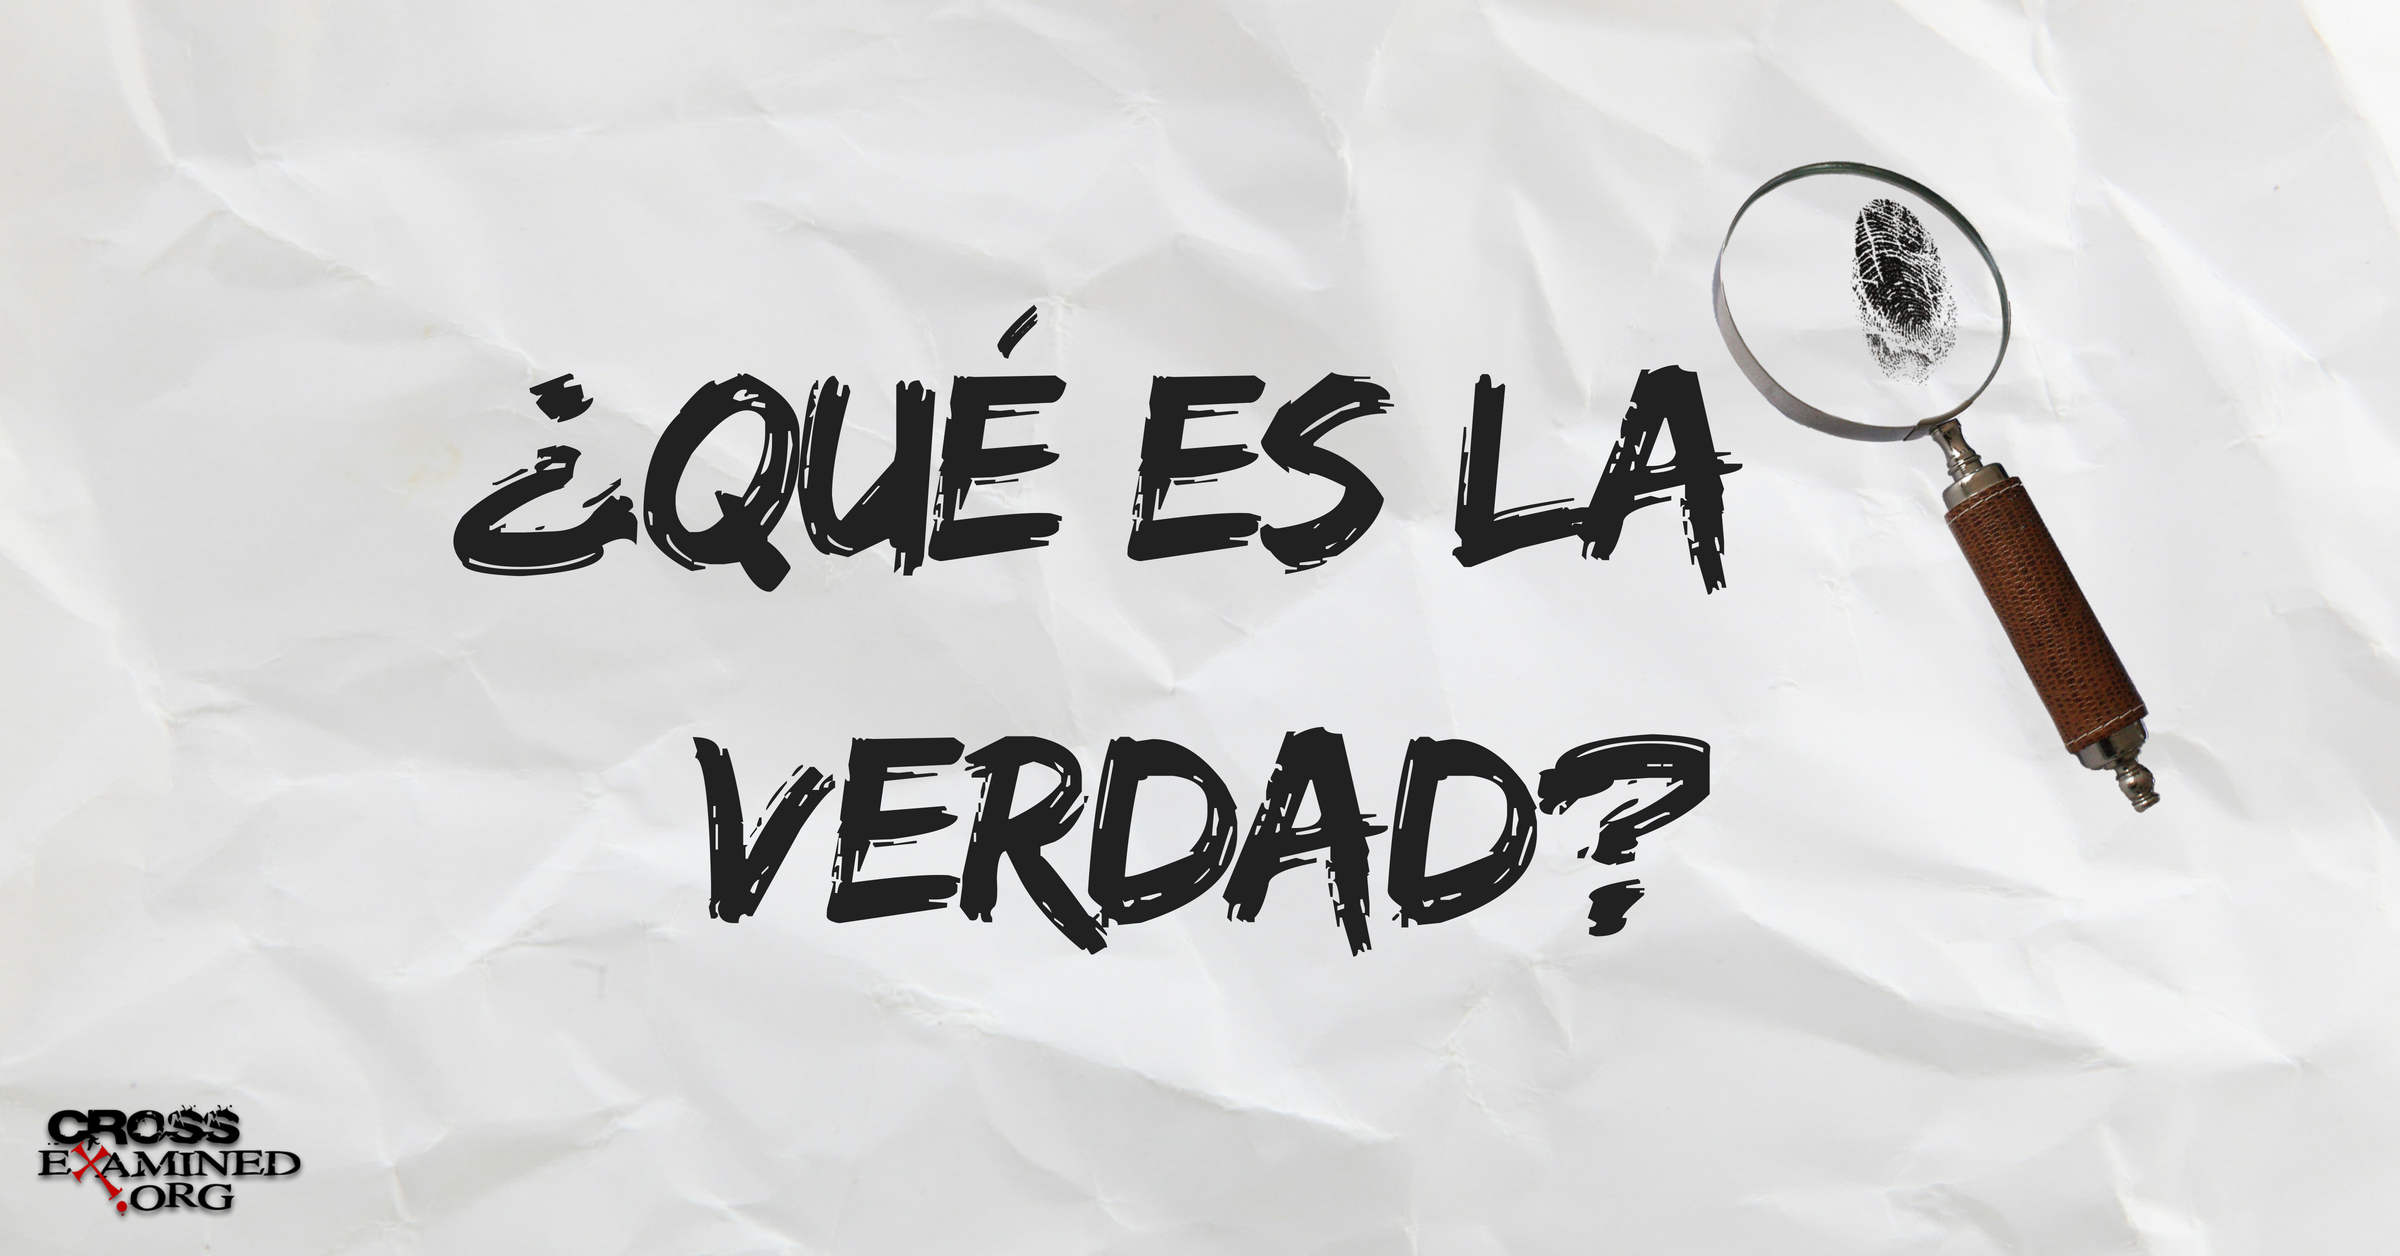 ¿QUÉ ES LA
VERDAD?
CROSS
EXAMINED
.ORG